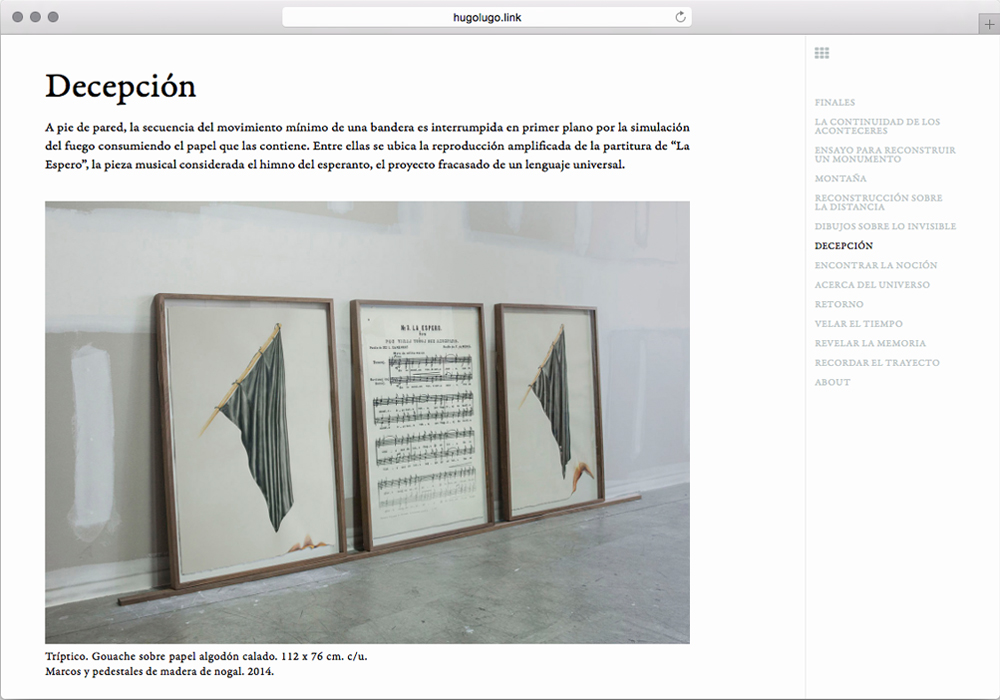 hugolugo.link
Decepción
A pie de pared, la secuencia del movimiento mínimo de una bandera es interrumpida en primer plano por la simulación
del fuego consumiendo el papel que las contiene. Entre ellas se ubica la reproducción amplificada de la partitura de “La
Espero”, la pieza musical considerada el himno del esperanto, el proyecto fracasado de un lenguaje universal.
No 3. LA ESPERO.
Tríptico. Gouache sobre papel algodón calado. 112 x 76 cm. c/u.
Marcos y pedestales de madera de nogal. 2014.
FINALES
LA CONTINUIDAD DE LOS
ACONTECERES
ENSAYO PARA RECONSTRUIR
UN MONUMENTO
MONTAÑA
RECONSTRUCCIÓN SOBRE
LA DISTANCIA
DIBUJOS SOBRE LO INVISIBLE
DECEPCIÓN
ENCONTRAR LA NOCIÓN
ACERCA DEL UNIVERSO
RETORNO
VELAR EL TIEMPO
REVELAR LA MEMORIA
RECORDAR EL TRAYECTO
ABOUT